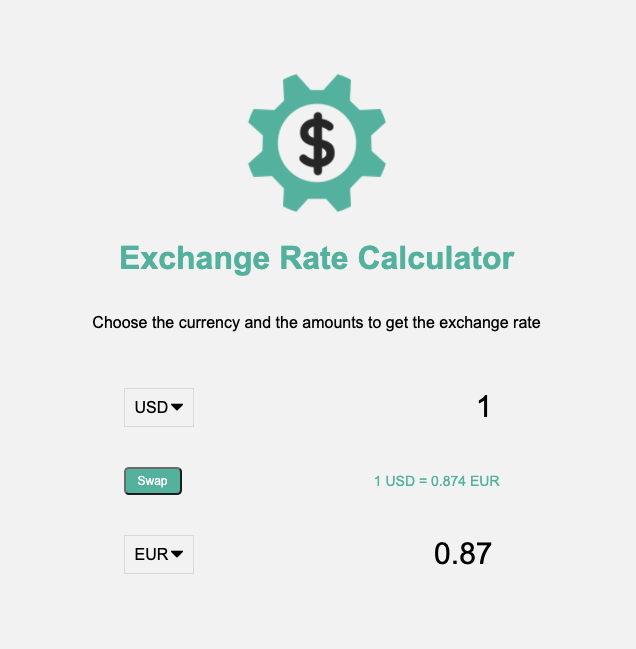 $
Exchange Rate Calculator
Choose the currency and the amounts to get the exchange rate
USD 1
Swap 1 USD = 0.874 EUR
EUR 0.87